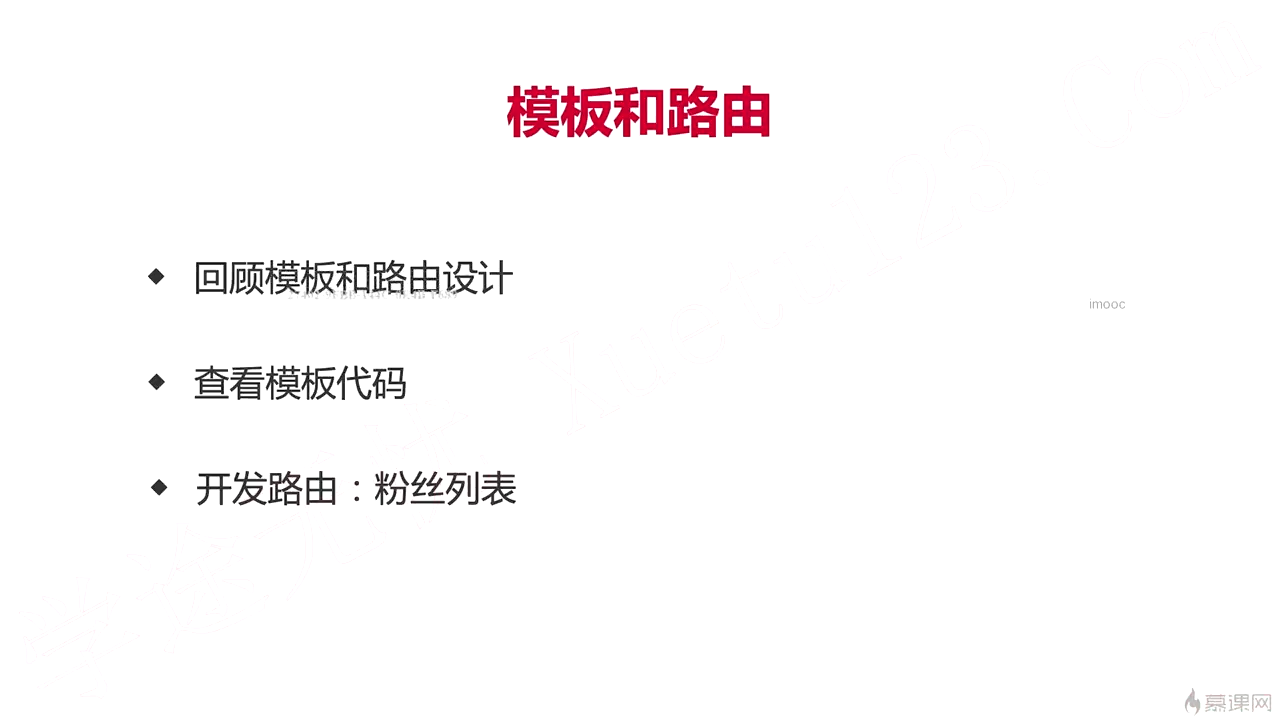 模板和路由
回顾模板和路由设计
imooc
查看模板代码
开发路由：粉丝列表
慕课网